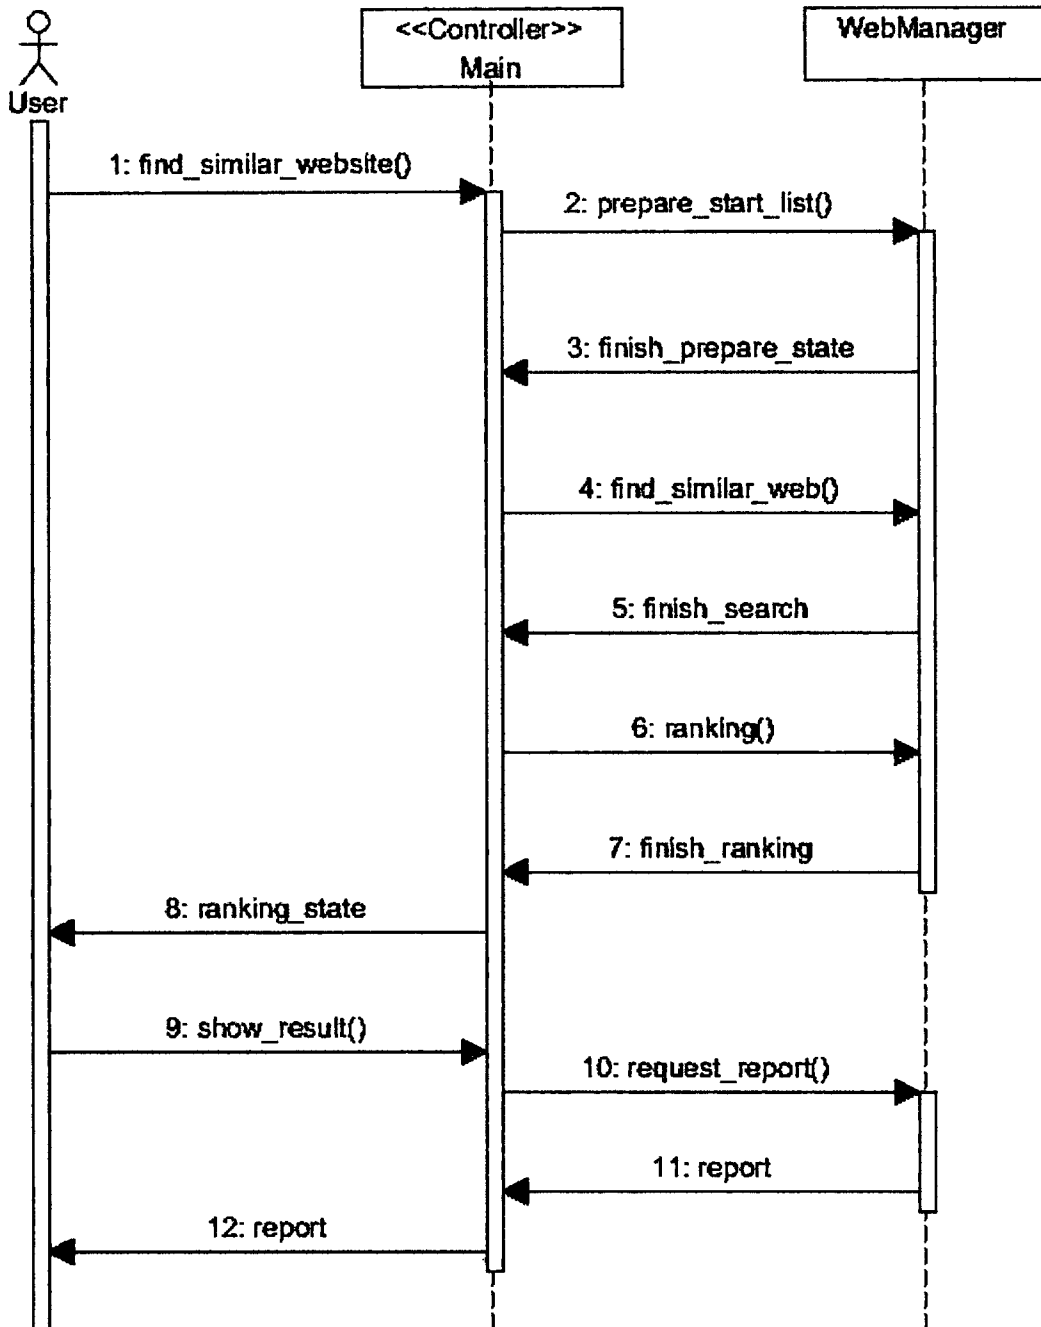 User
<<Controller>>
Main
WebManager
1: find_similar_website()
2: prepare_start_list()
3: finish_prepare_state
4: find_similar_web()
5: finish_search
6: ranking()
7: finish_ranking
8: ranking_state
9: show_result()
10: request_report()
11: report
12: report